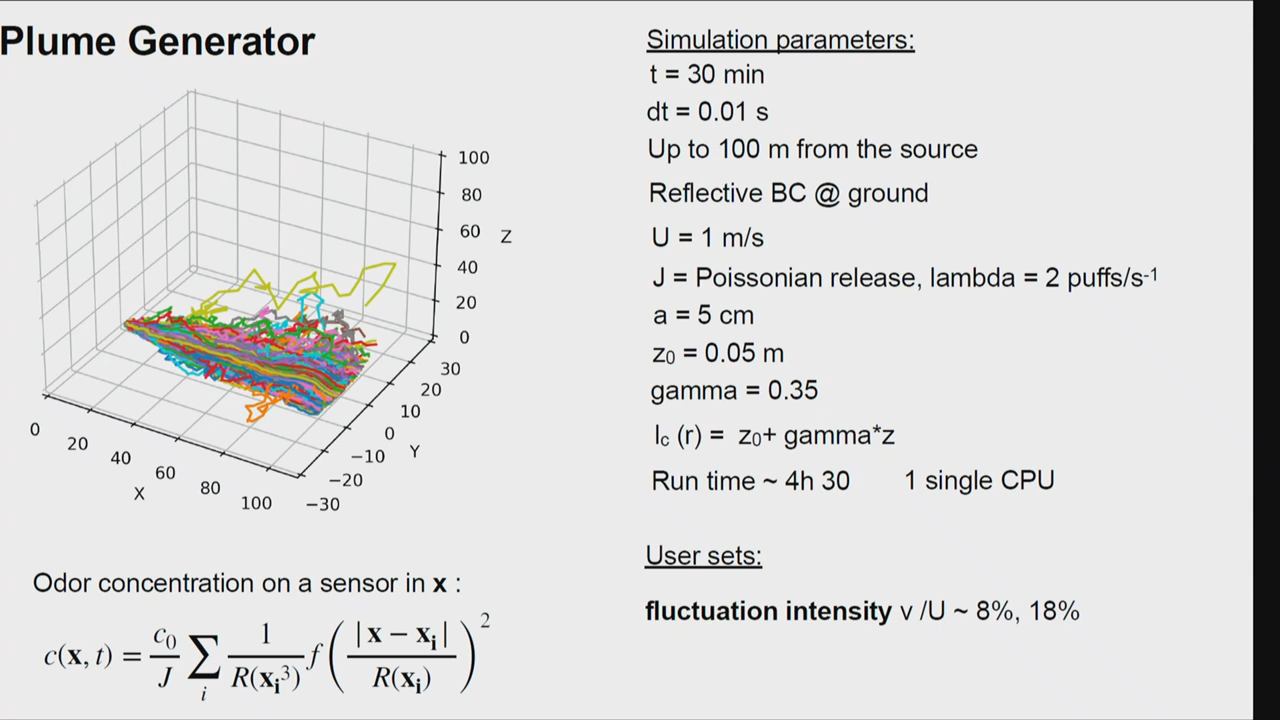 Plume Generator
100
80
60
Z
40
20
0
30
20
10
0
−10
Y
−20
−30
0
20
40
60
80
100
X
Odor concentration on a sensor in x :
c(x, t) = c₀/J ∑ᵢ 1/R(xᵢ³) f(|x − xᵢ|/R(xᵢ))²
Simulation parameters:
t = 30 min
dt = 0.01 s
Up to 100 m from the source
Reflective BC @ ground
U = 1 m/s
J = Poissonian release, lambda = 2 puffs/s⁻¹
a = 5 cm
z₀ = 0.05 m
gamma = 0.35
lc (r) = z₀+ gamma*z
Run time ~ 4h 30 1 single CPU
User sets:
fluctuation intensity v /U ~ 8%, 18%